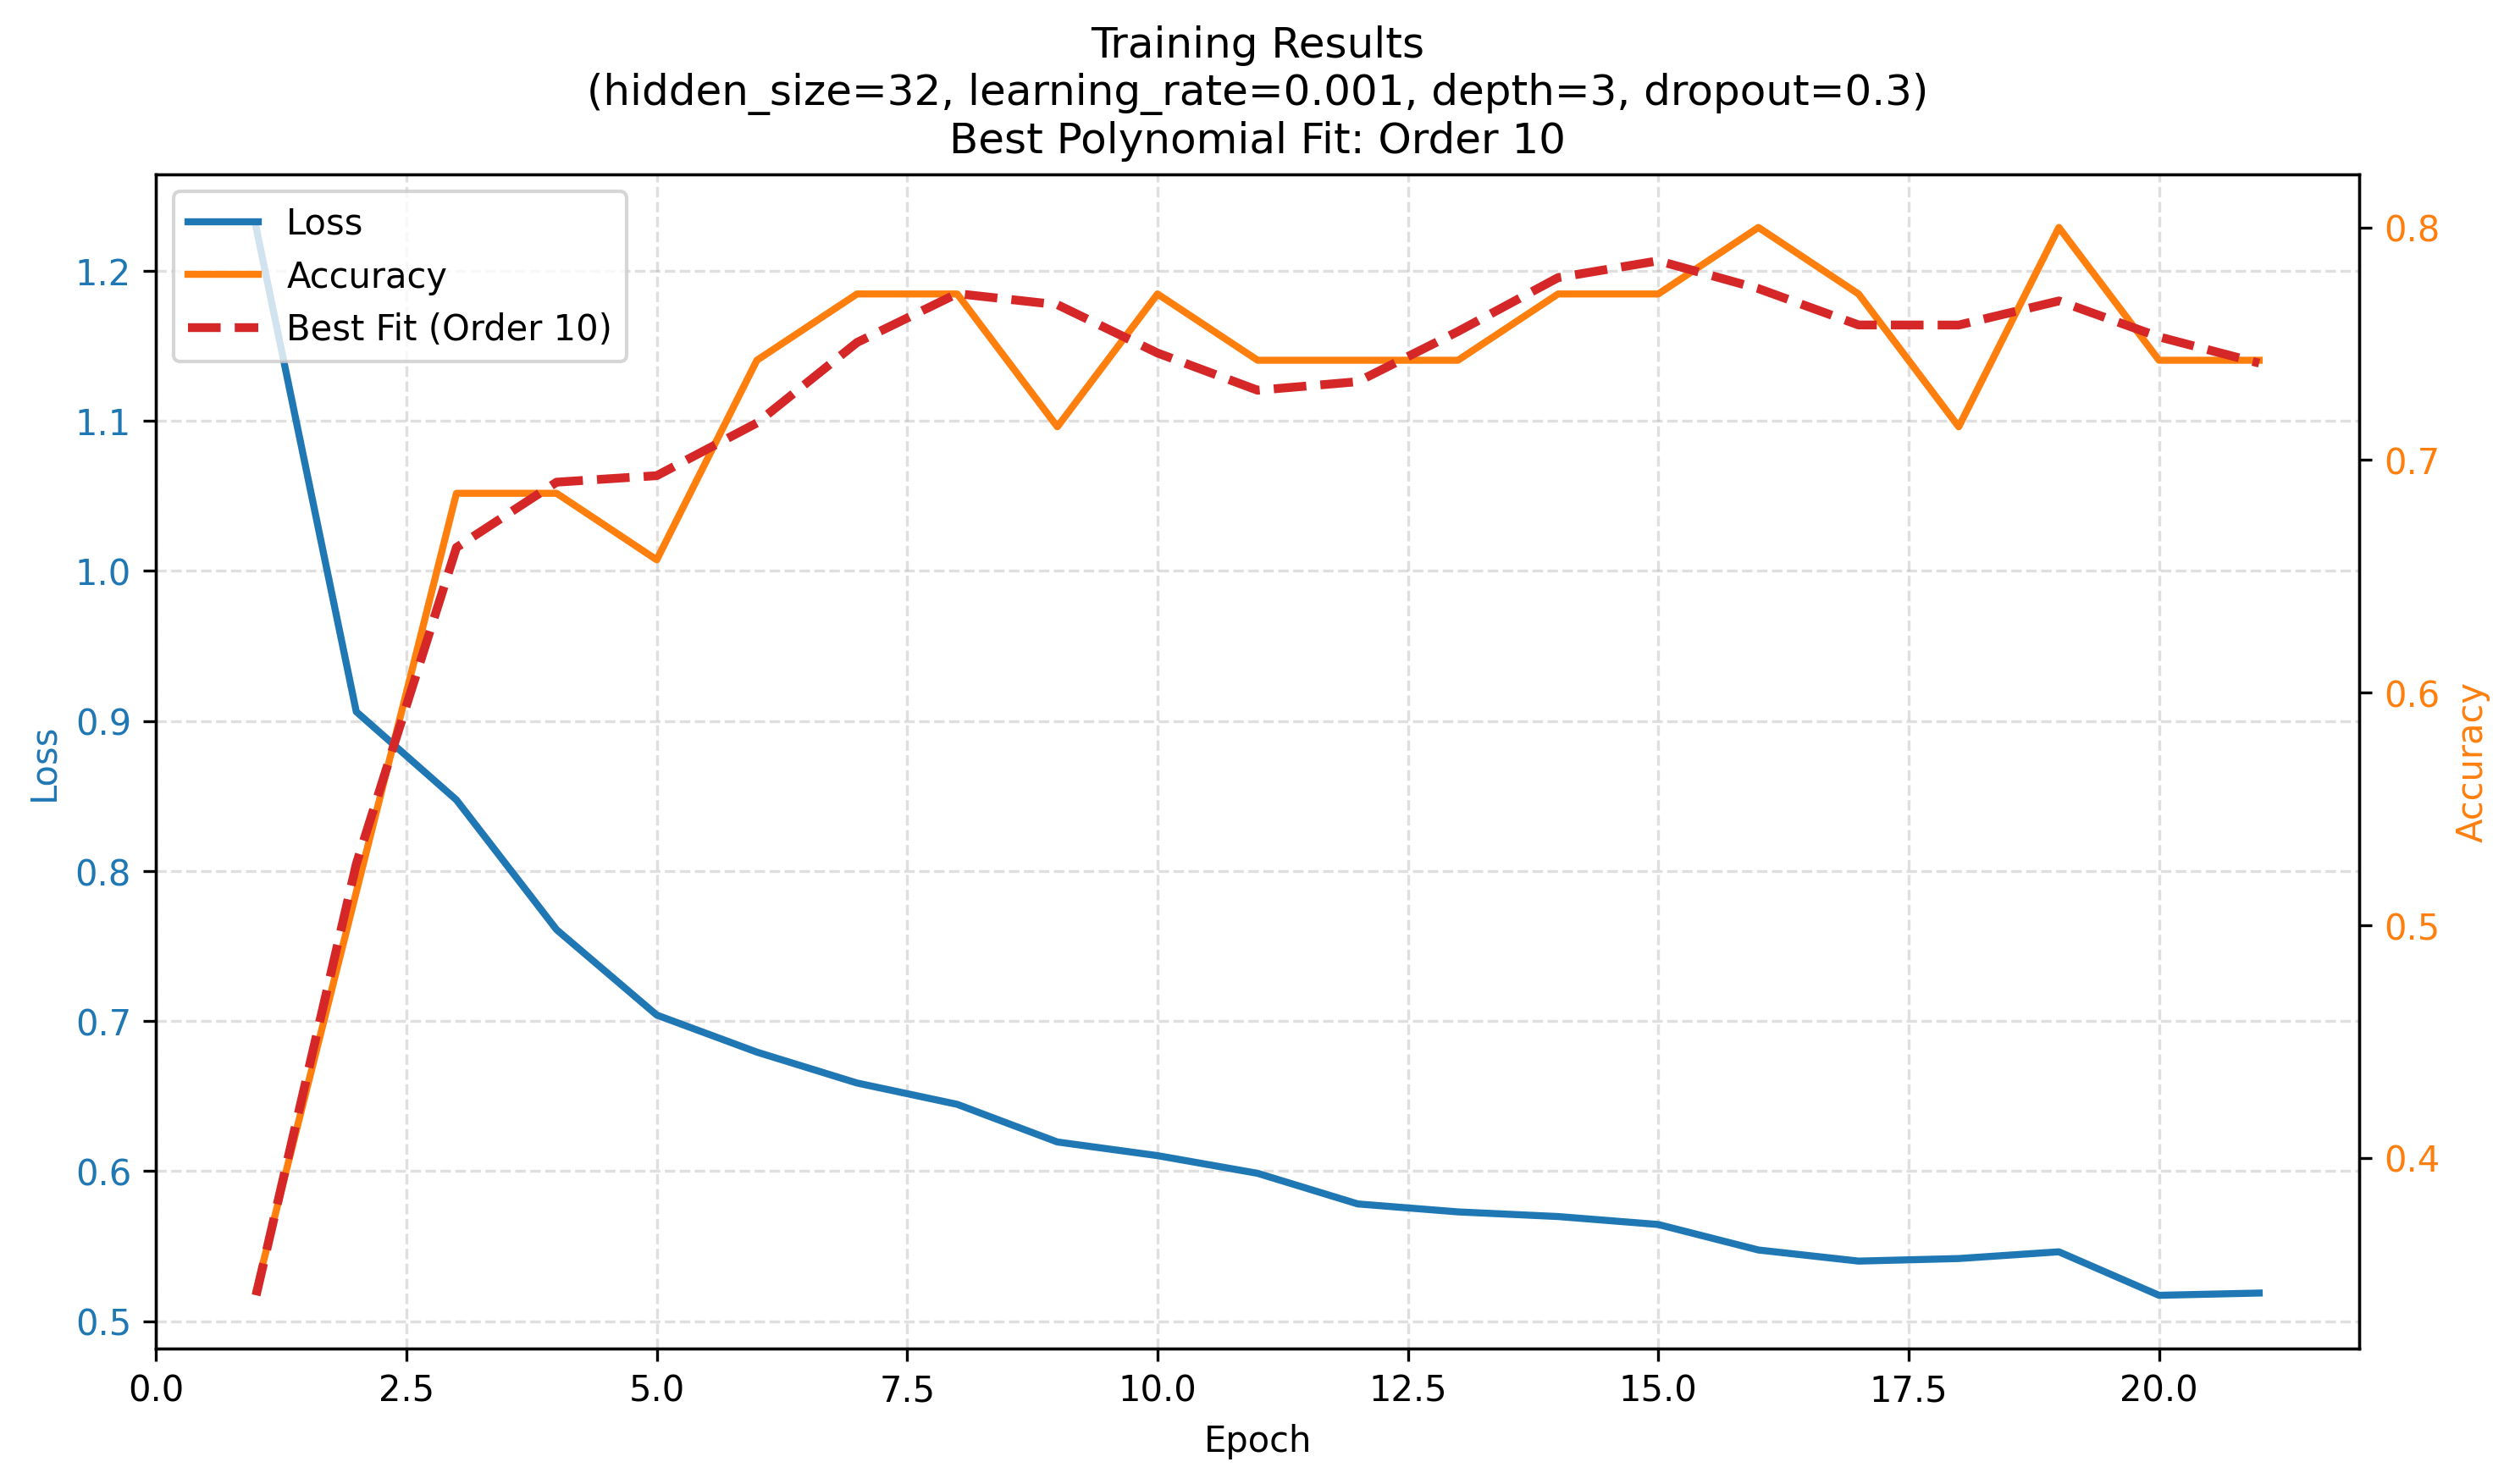 Training Results
(hidden_size=32, learning_rate=0.001, depth=3, dropout=0.3)
Best Polynomial Fit: Order 10
Loss
Accuracy
Best Fit (Order 10)
1.2
1.1
1.0
0.9
0.8
0.7
0.6
0.5
Loss
0.8
0.7
0.6
0.5
0.4
Accuracy
0.0 2.5 5.0 7.5 10.0 12.5 15.0 17.5 20.0
Epoch